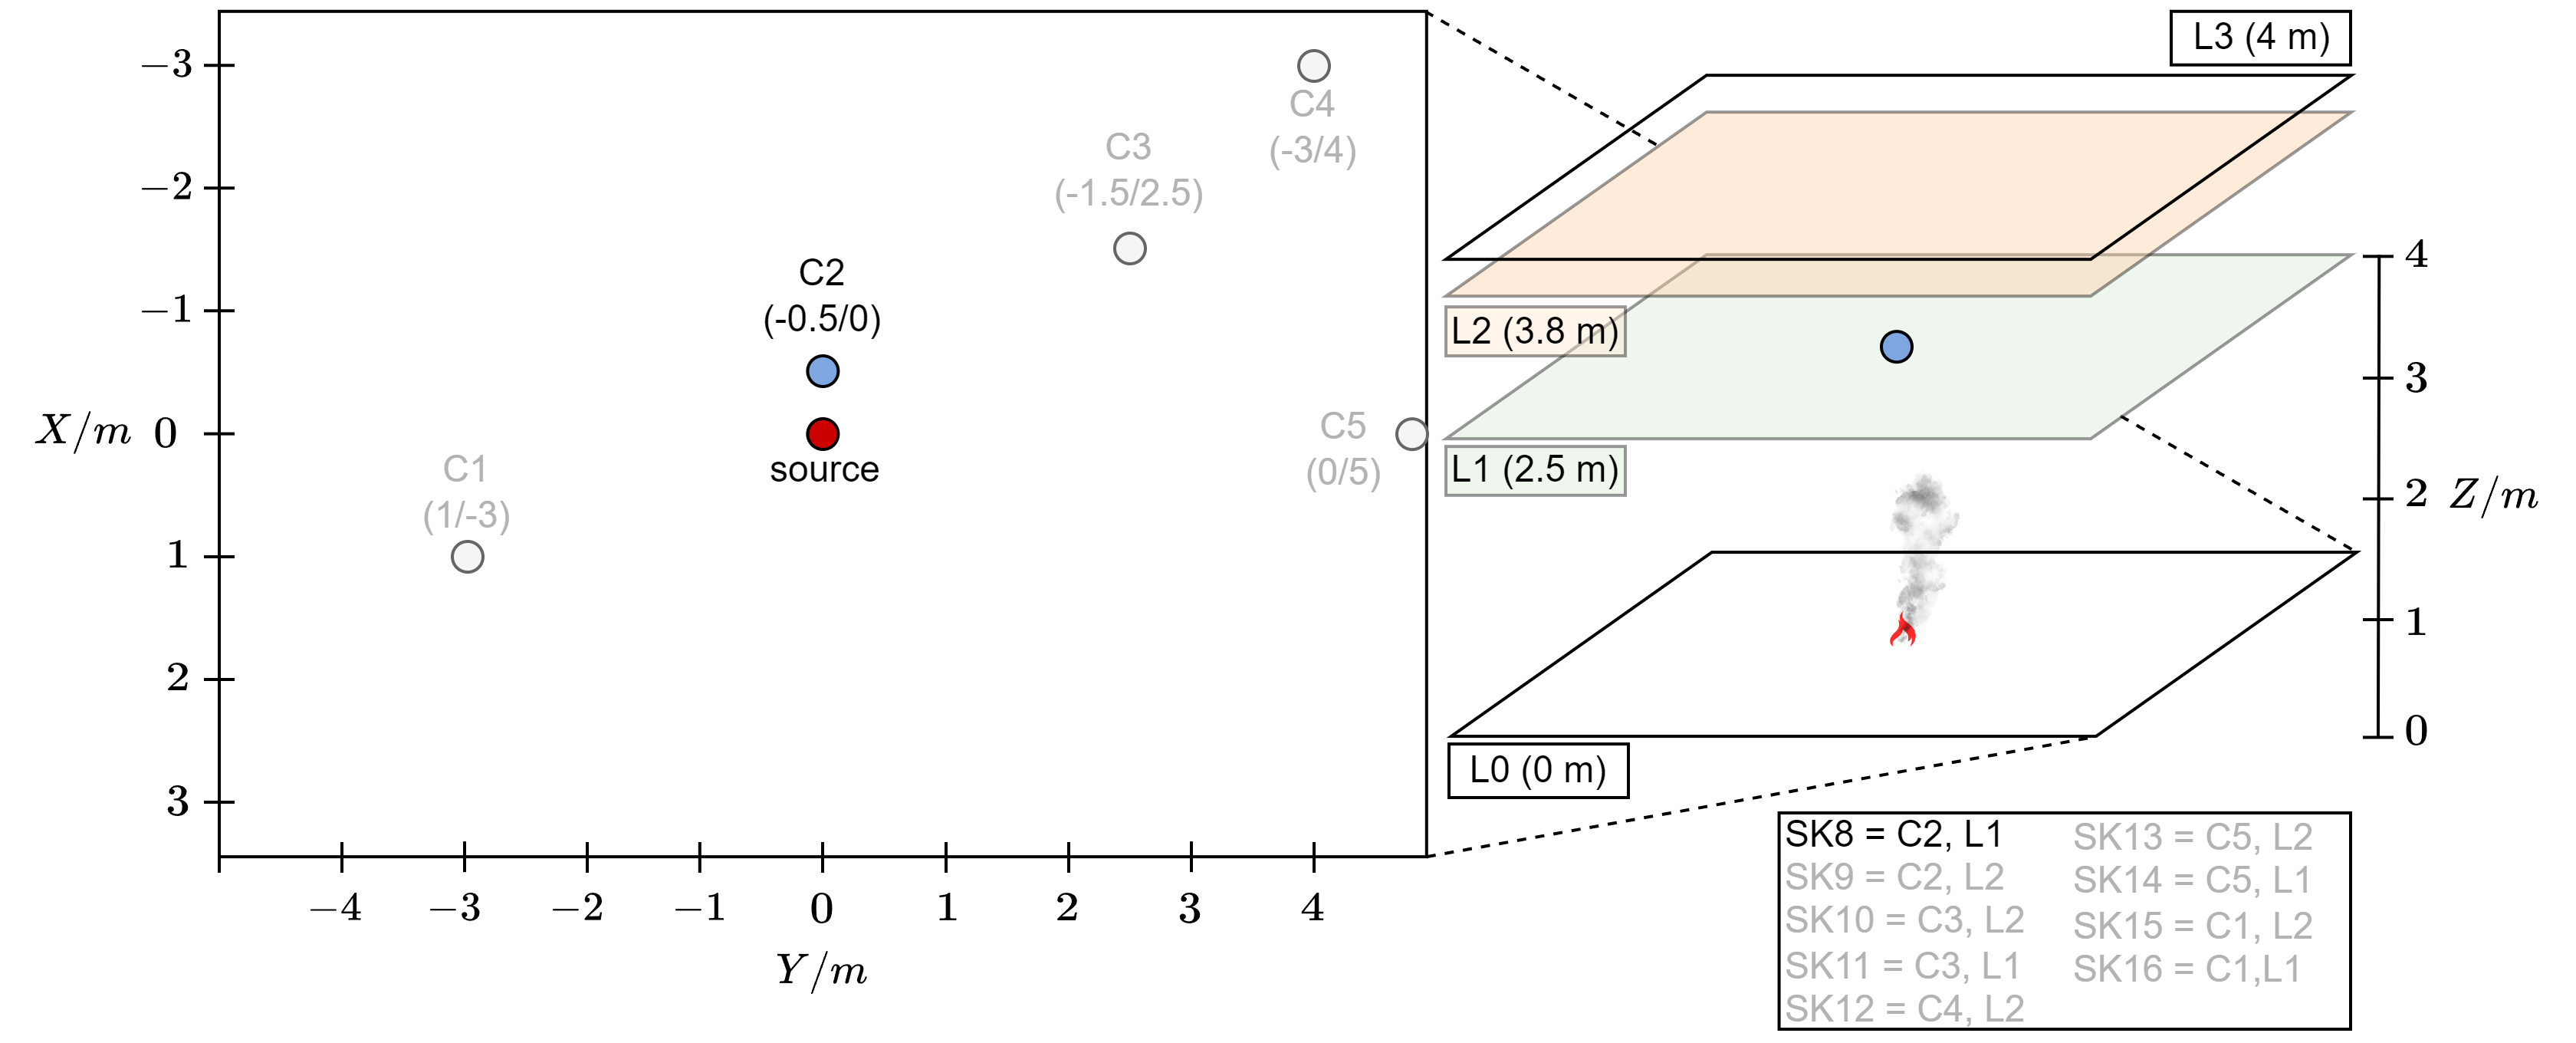 −3
−2
−1
X/m 0
1
2
3
−4 −3 −2 −1 0 1 2 3 4
Y/m
C4
(-3/4)
C3
(-1.5/2.5)
C2
(-0.5/0)
source
C5
(0/5)
C1
(1/-3)
L3 (4 m)
L2 (3.8 m)
L1 (2.5 m)
L0 (0 m)
4
3
2 Z/m
1
0
SK8 = C2, L1
SK9 = C2, L2
SK10 = C3, L2
SK11 = C3, L1
SK12 = C4, L2
SK13 = C5, L2
SK14 = C5, L1
SK15 = C1, L2
SK16 = C1,L1